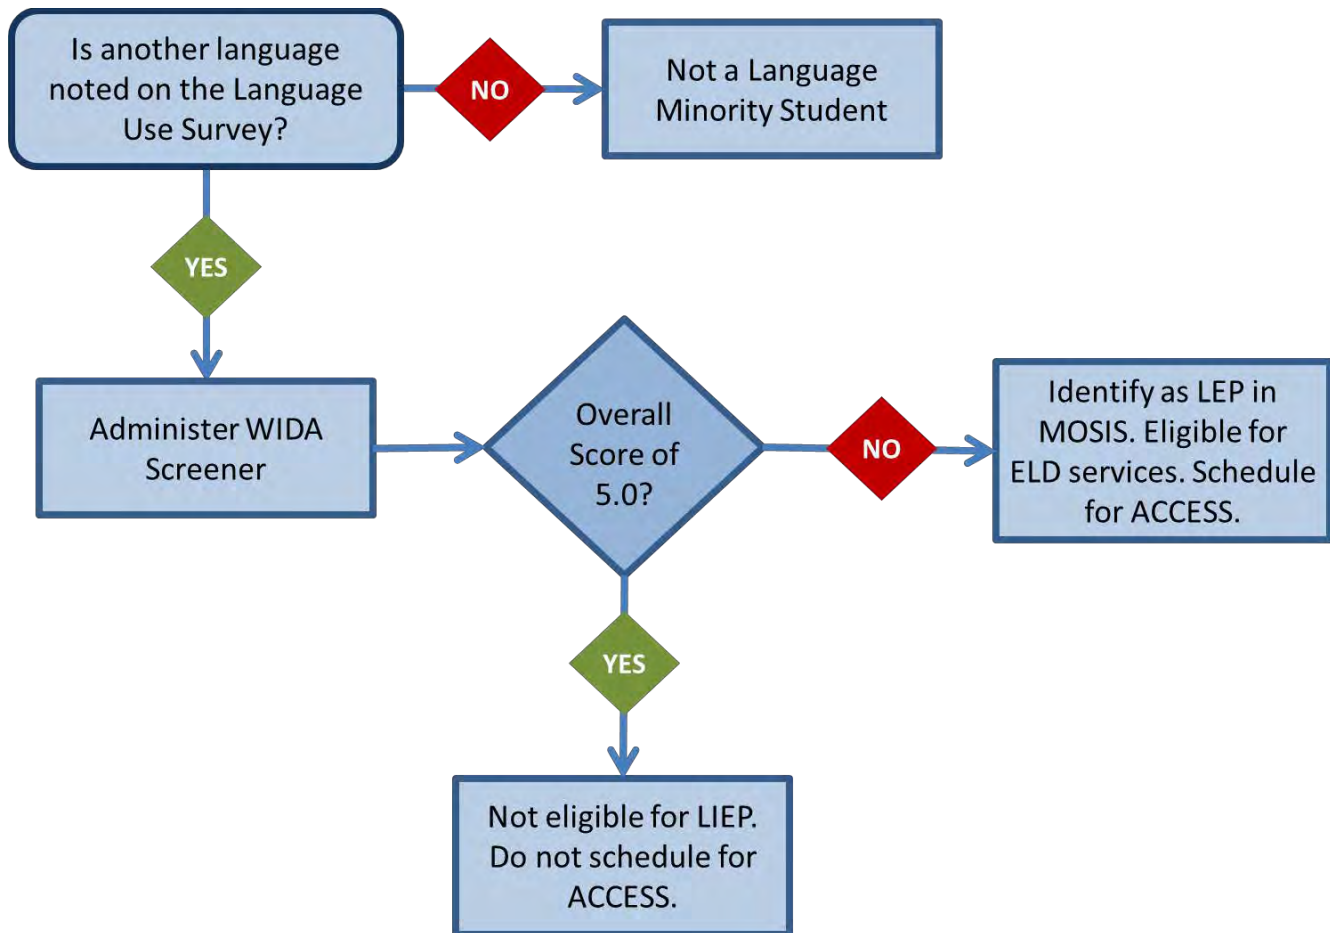 Is another language
noted on the Language
Use Survey?
NO
Not a Language
Minority Student
YES
Administer WIDA
Screener
Overall
Score of
5.0?
NO
Identify as LEP in
MOSIS. Eligible for
ELD services. Schedule
for ACCESS.
YES
Not eligible for LIEP.
Do not schedule for
ACCESS.